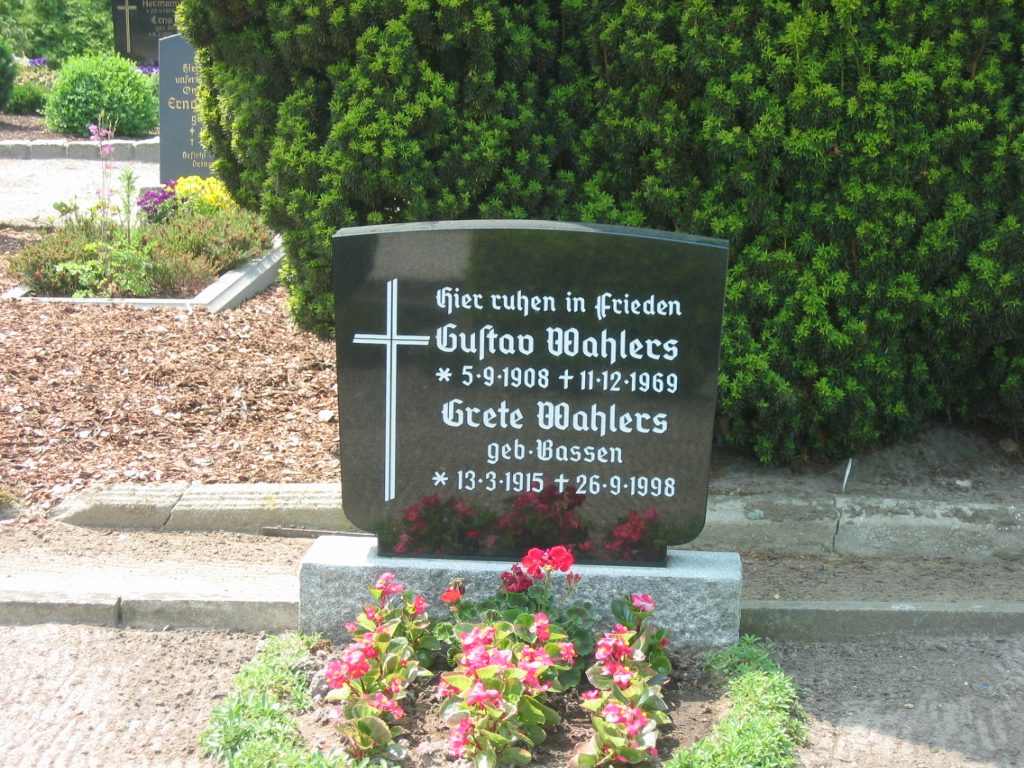 Hier ruhen in Frieden
Gustav Wahlers
* 5·9·1908 † 11·12·1969
Grete Wahlers
geb·Bassen
* 13·3·1915 † 26·9·1998